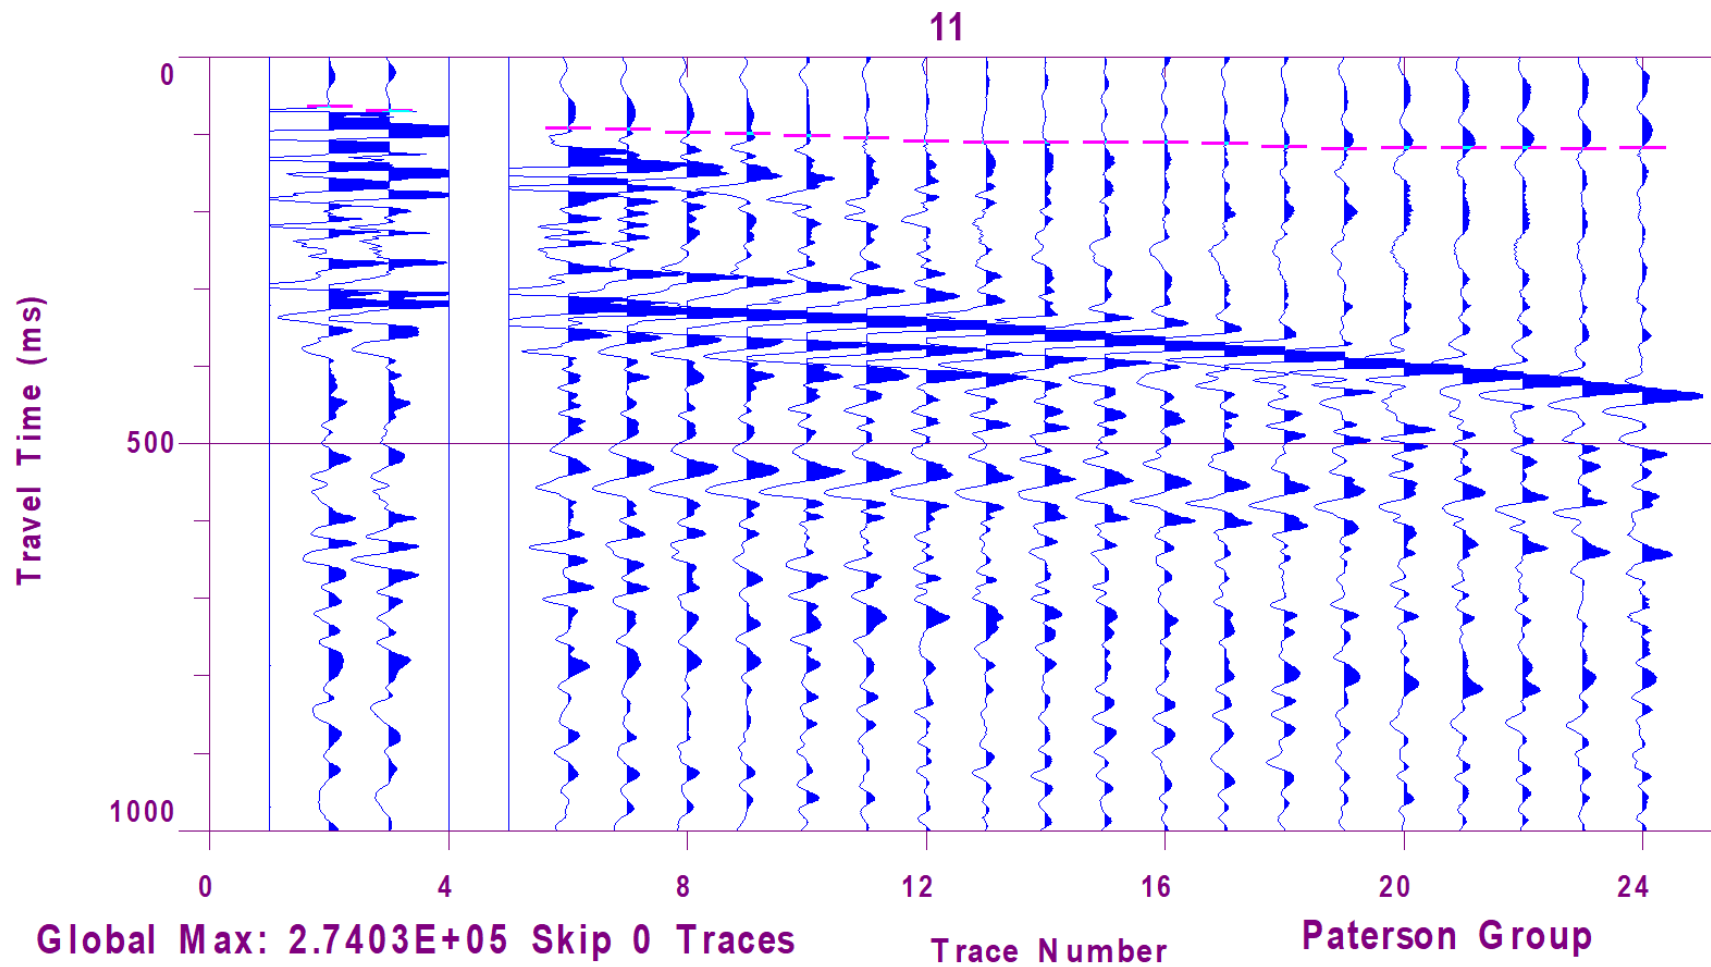 11
0
500
1000
Travel Time (ms)
0 4 8 12 16 20 24
Global Max: 2.7403E+05 Skip 0 Traces
Trace Number
Paterson Group